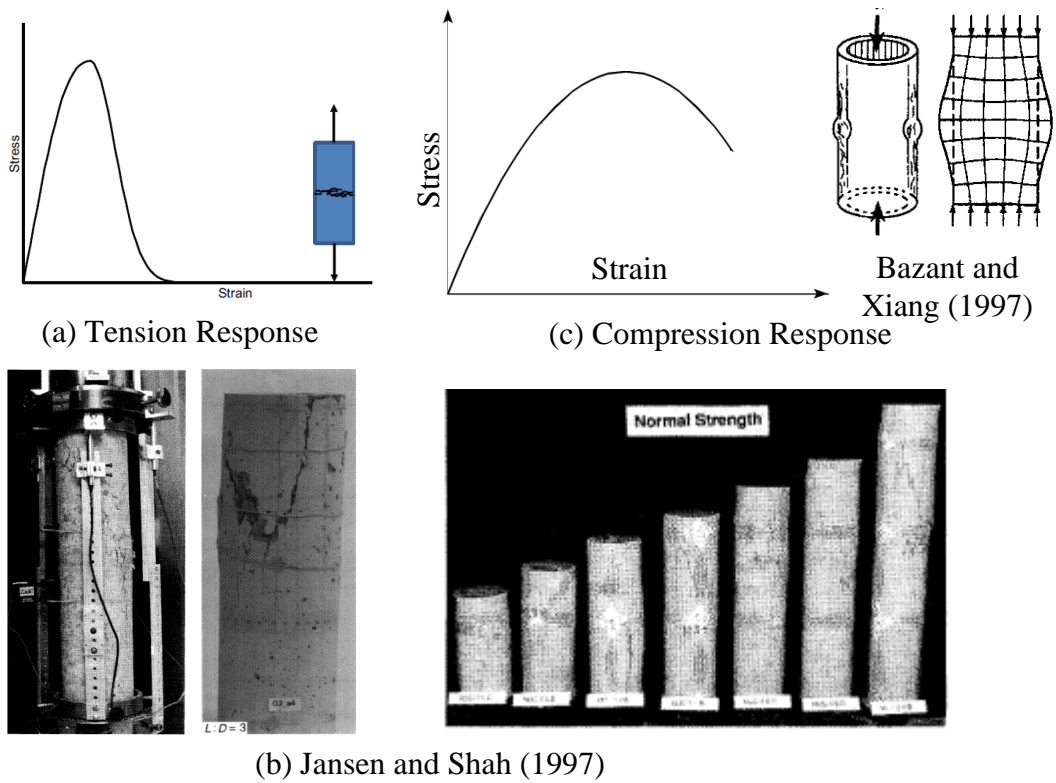 Stress
Strain
(a) Tension Response
Stress
Strain
Bazant and
Xiang (1997)
(c) Compression Response
L:D=3
Normal Strength
(b) Jansen and Shah (1997)